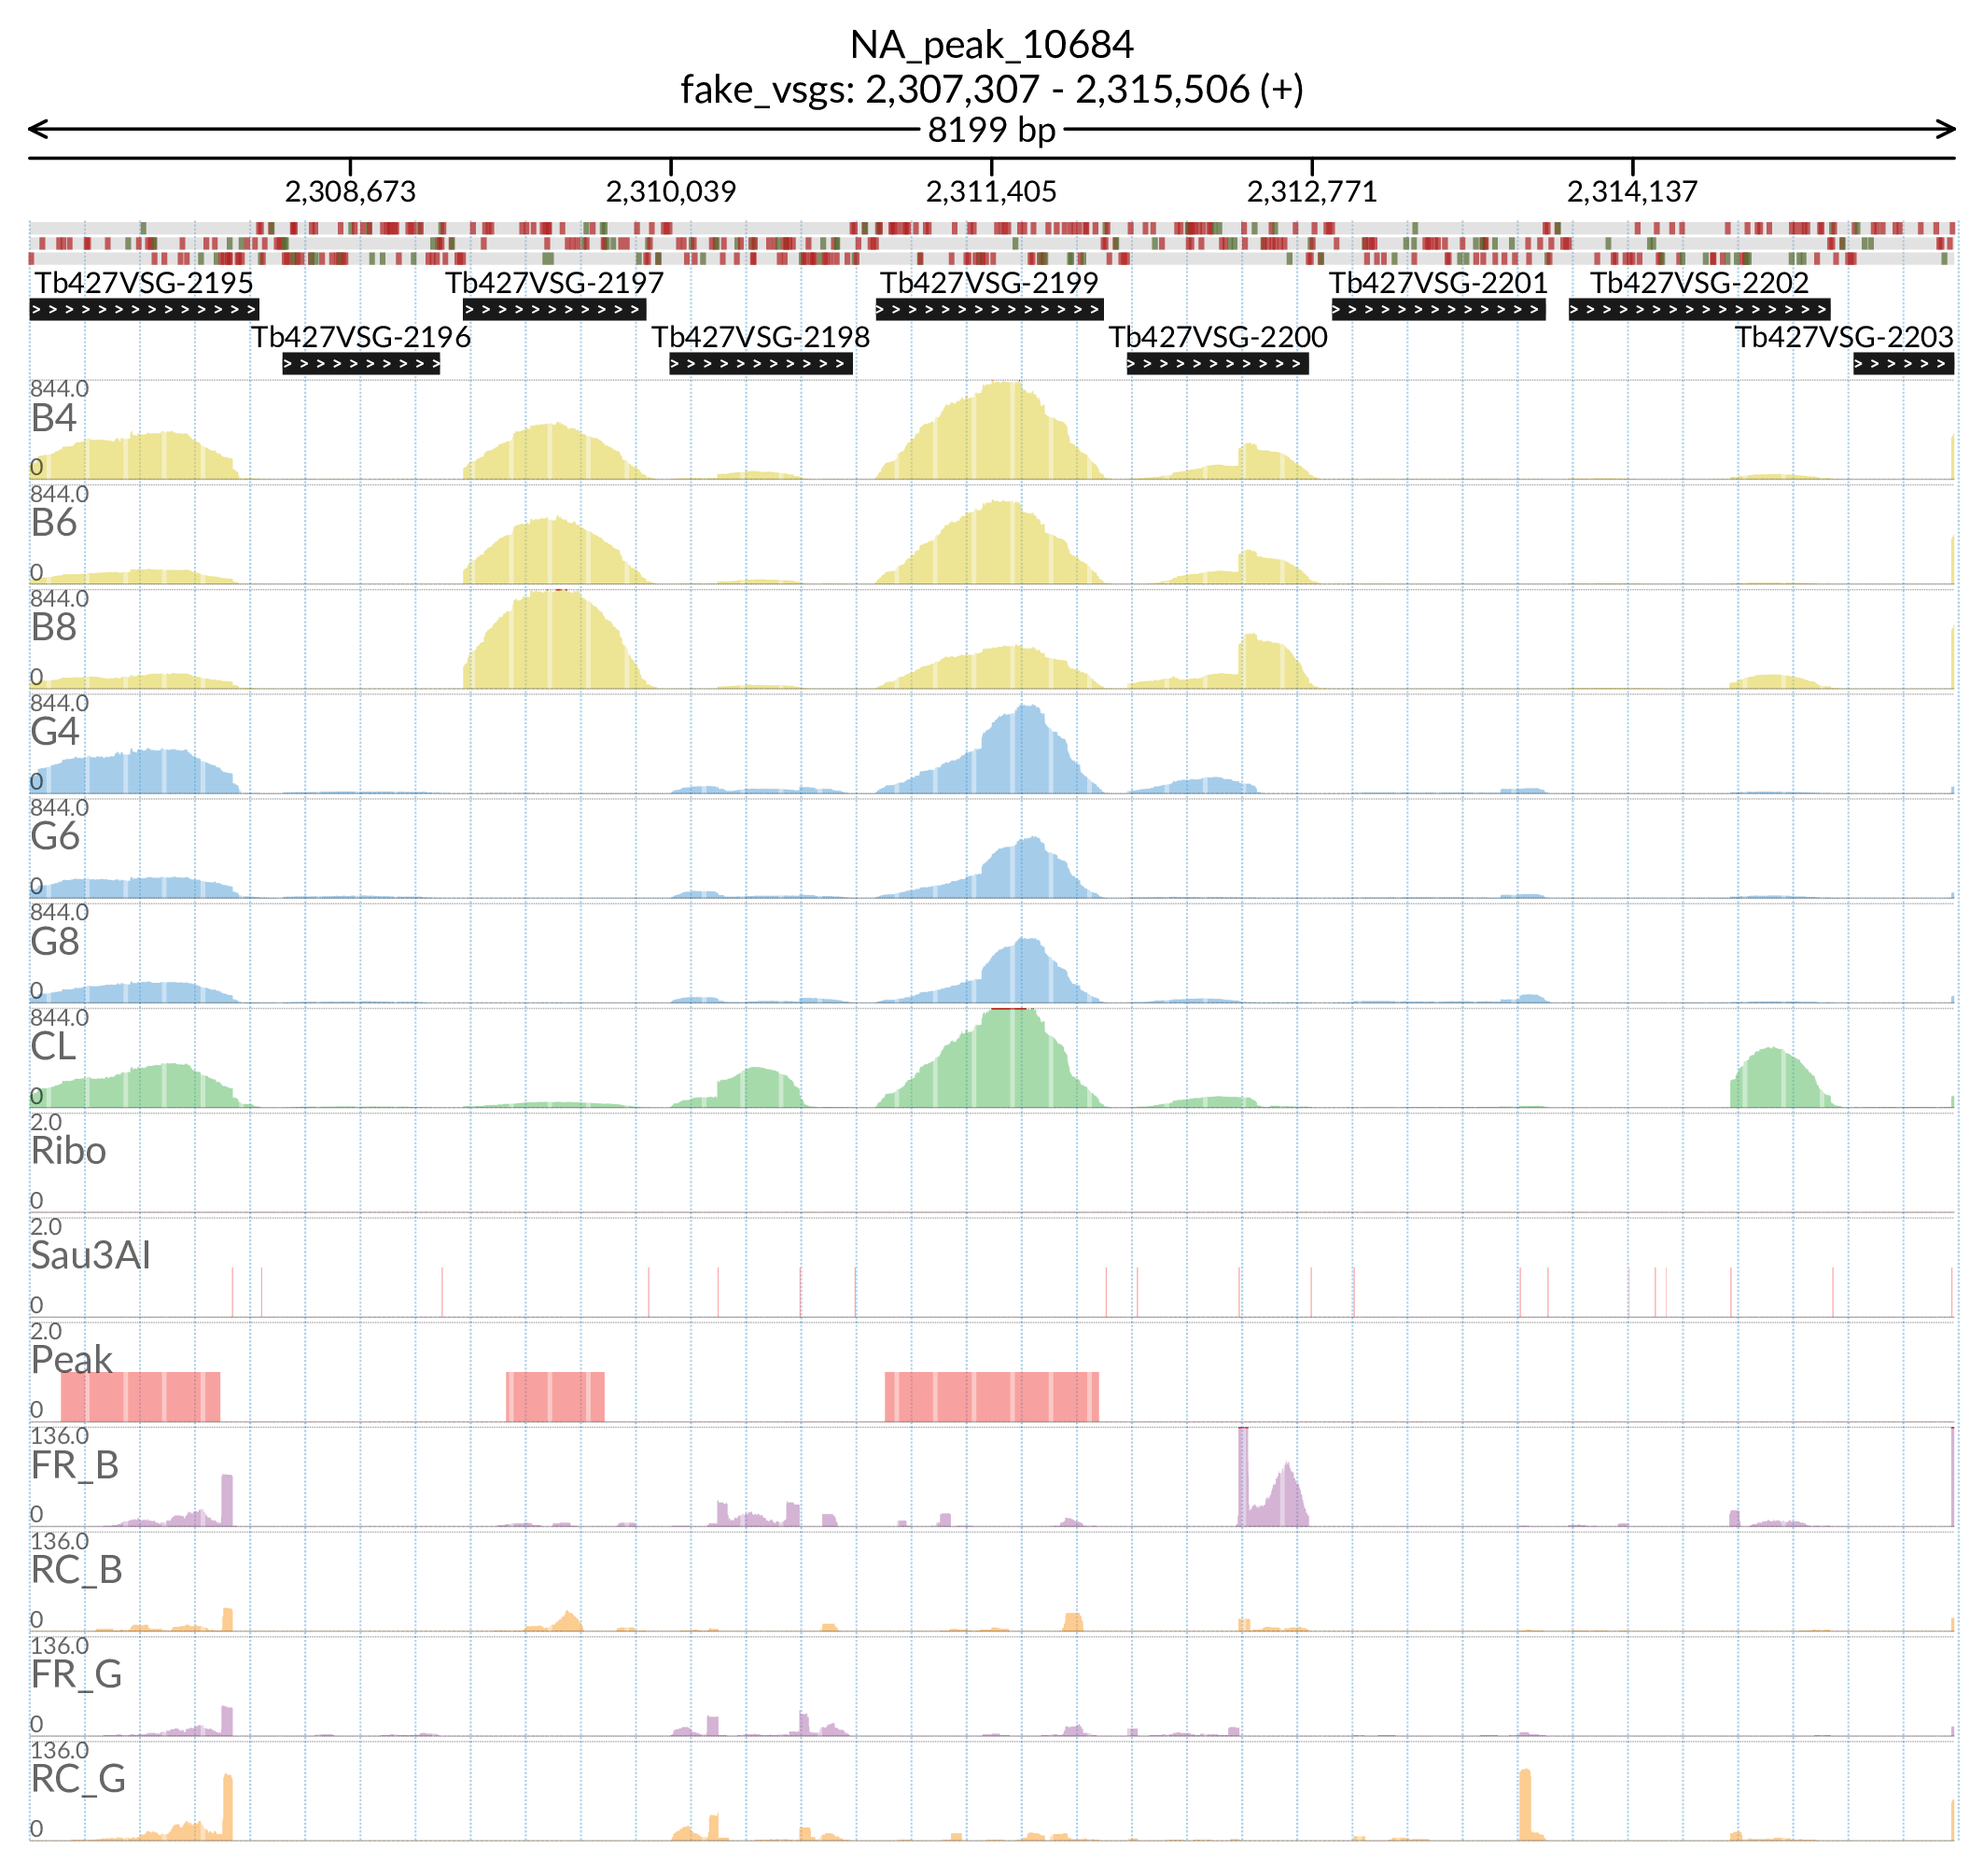 NA_peak_10684
fake_vsgs: 2,307,307 - 2,315,506 (+)
8199 bp
2,308,673 2,310,039 2,311,405 2,312,771 2,314,137
Tb427VSG-2195 Tb427VSG-2197 Tb427VSG-2199 Tb427VSG-2201 Tb427VSG-2202
Tb427VSG-2196 Tb427VSG-2198 Tb427VSG-2200 Tb427VSG-2203
844.0
B4
0
844.0
B6
0
844.0
B8
0
844.0
G4
0
844.0
G6
0
844.0
G8
0
844.0
CL
0
2.0
Ribo
0
2.0
Sau3AI
0
2.0
Peak
0
136.0
FR_B
0
136.0
RC_B
0
136.0
FR_G
0
136.0
RC_G
0